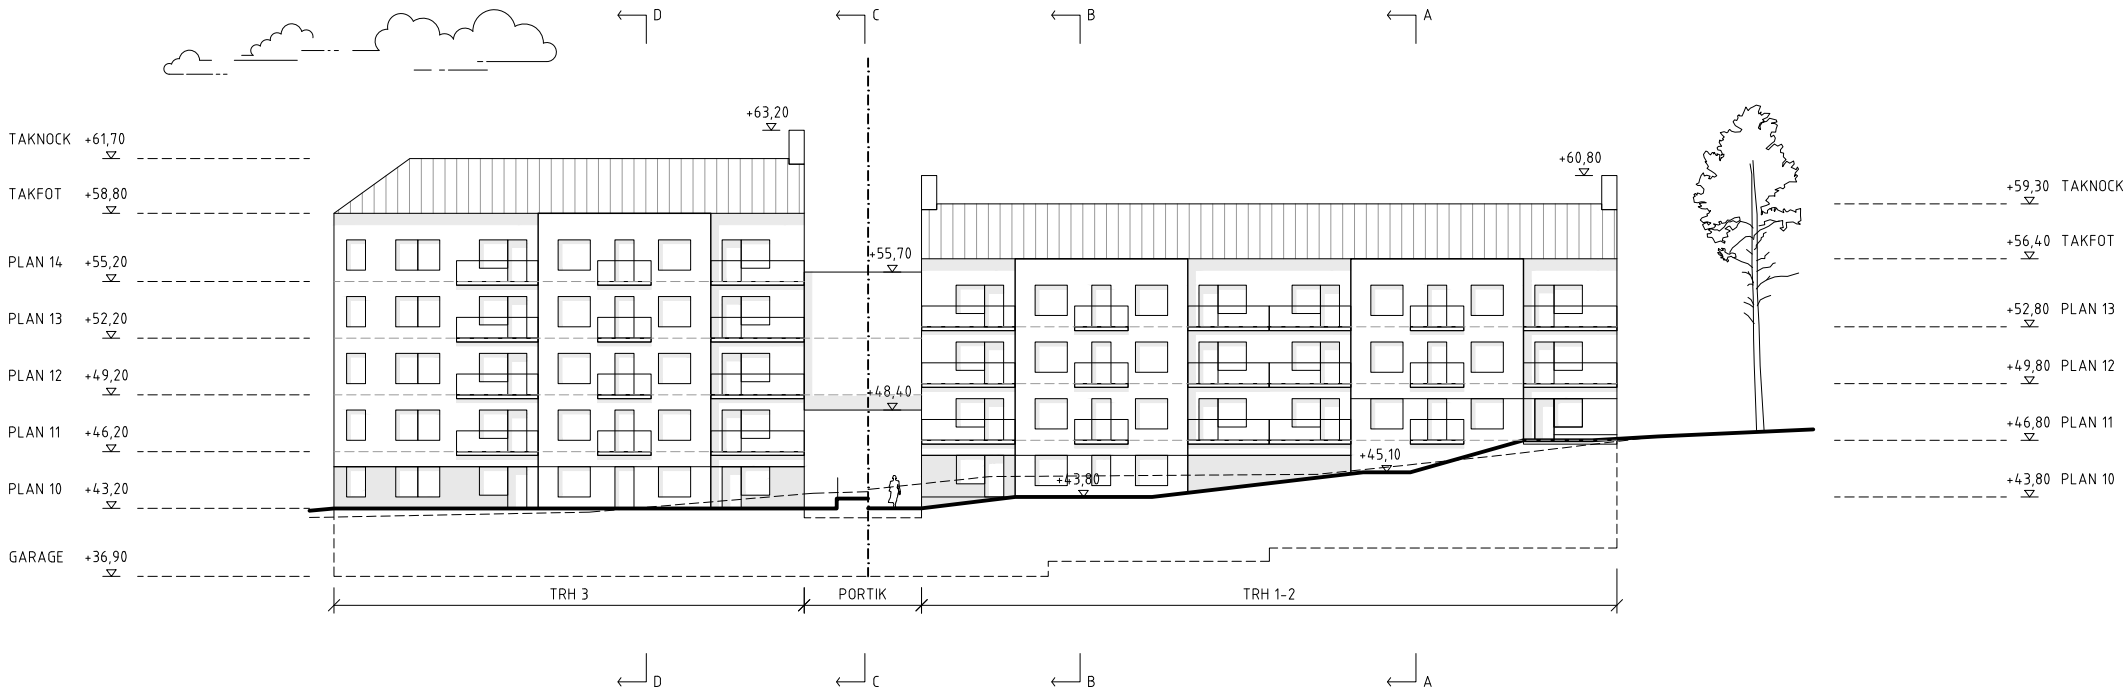 D
C
B
A
+63,20
TAKNOCK +61,70
+60,80
TAKFOT +58,80
+59,30 TAKNOCK
+56,40 TAKFOT
PLAN 14 +55,20
+55,70
PLAN 13 +52,20
+52,80 PLAN 13
PLAN 12 +49,20
+48,40
+49,80 PLAN 12
PLAN 11 +46,20
+46,80 PLAN 11
+45,10
PLAN 10 +43,20
+43,80
+43,80 PLAN 10
GARAGE +36,90
TRH 3
PORTIK
TRH 1-2
D
C
B
A